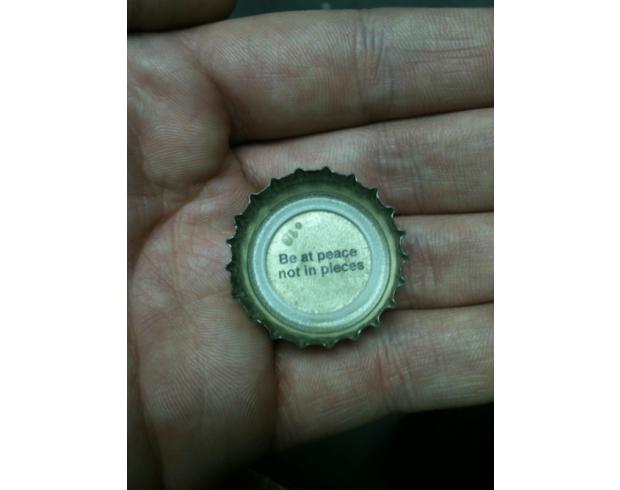 Be at peace
not in pieces